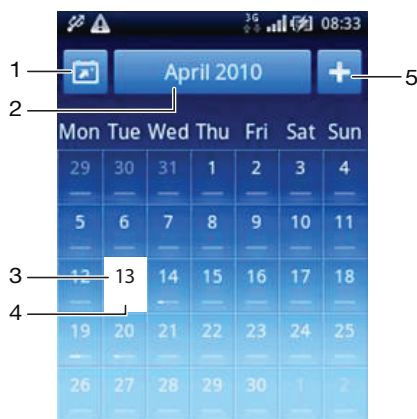 3G 08:33
1 April 2010 5
2
Mon Tue Wed Thu Fri Sat Sun
29 30 31 1 2 3 4
5 6 7 8 9 10 11
3 12 13 14 15 16 17 18
4
19 20 21 22 23 24 25
26 27 28 29 30 1 2